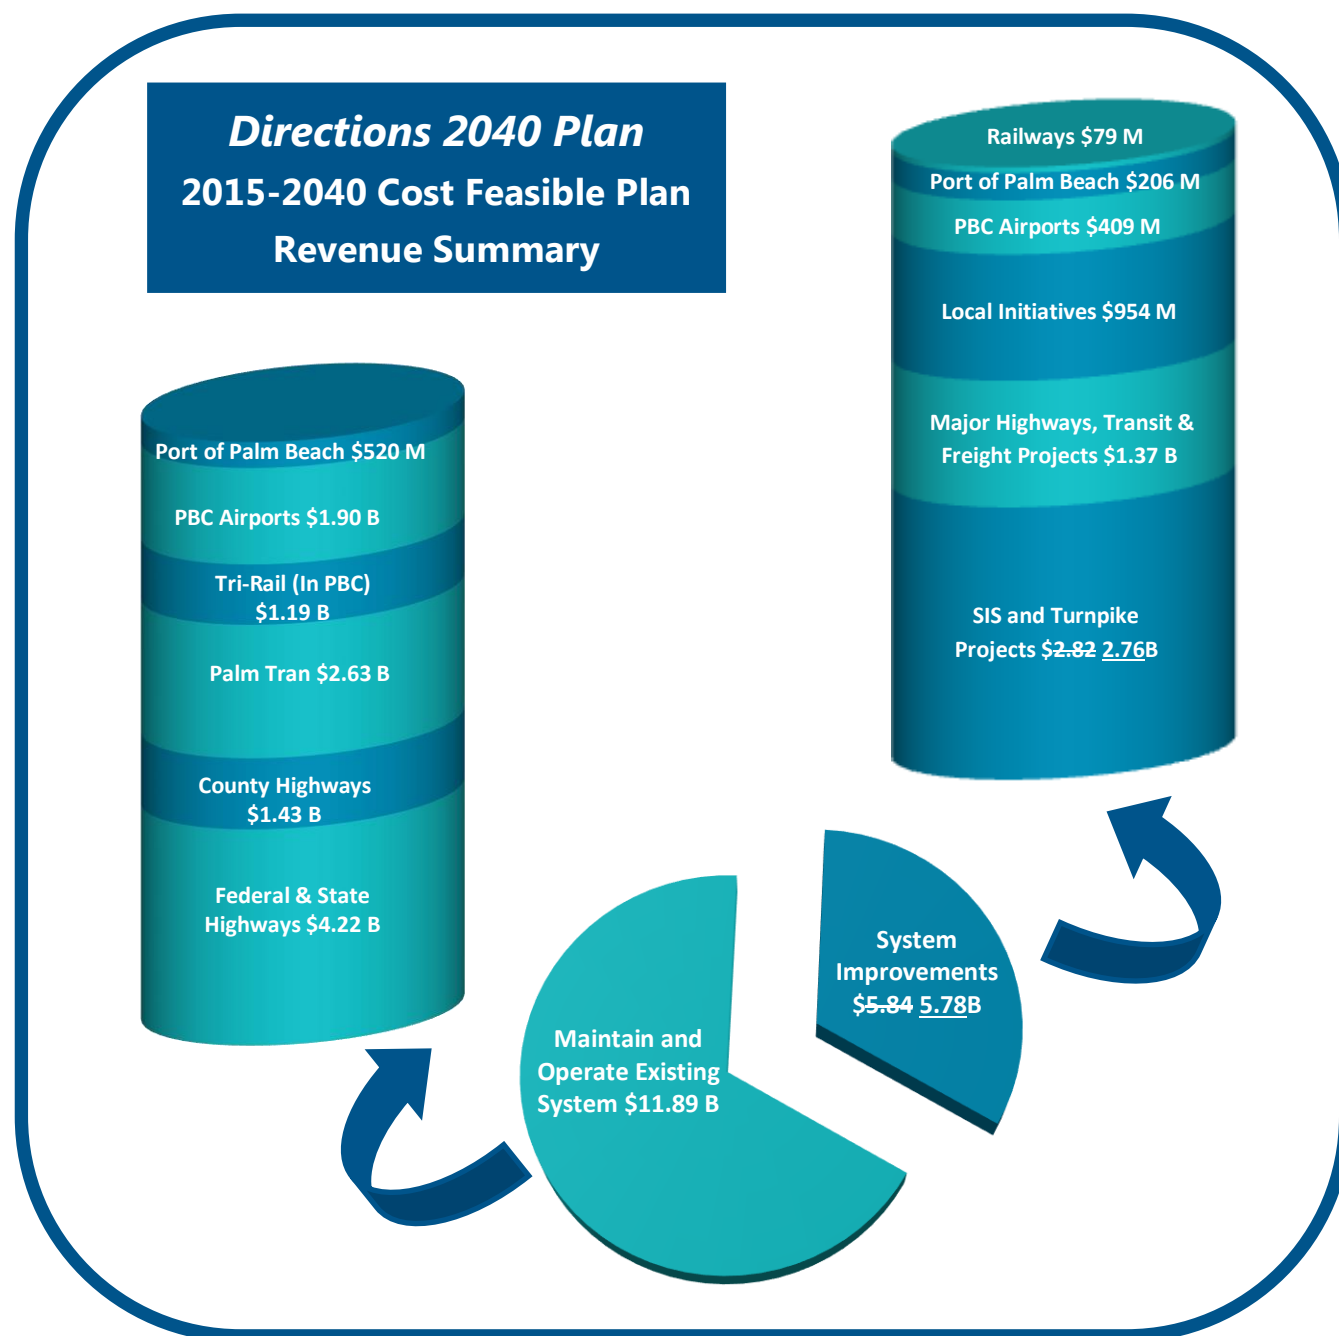 Directions 2040 Plan
2015-2040 Cost Feasible Plan
Revenue Summary
Railways $79 M
Port of Palm Beach $206 M
PBC Airports $409 M
Local Initiatives $954 M
Major Highways, Transit &
Freight Projects $1.37 B
SIS and Turnpike
Projects $2.82 2.76B
Port of Palm Beach $520 M
PBC Airports $1.90 B
Tri-Rail (In PBC)
$1.19 B
Palm Tran $2.63 B
County Highways
$1.43 B
Federal & State
Highways $4.22 B
System
Improvements
$5.84 5.78B
Maintain and
Operate Existing
System $11.89 B